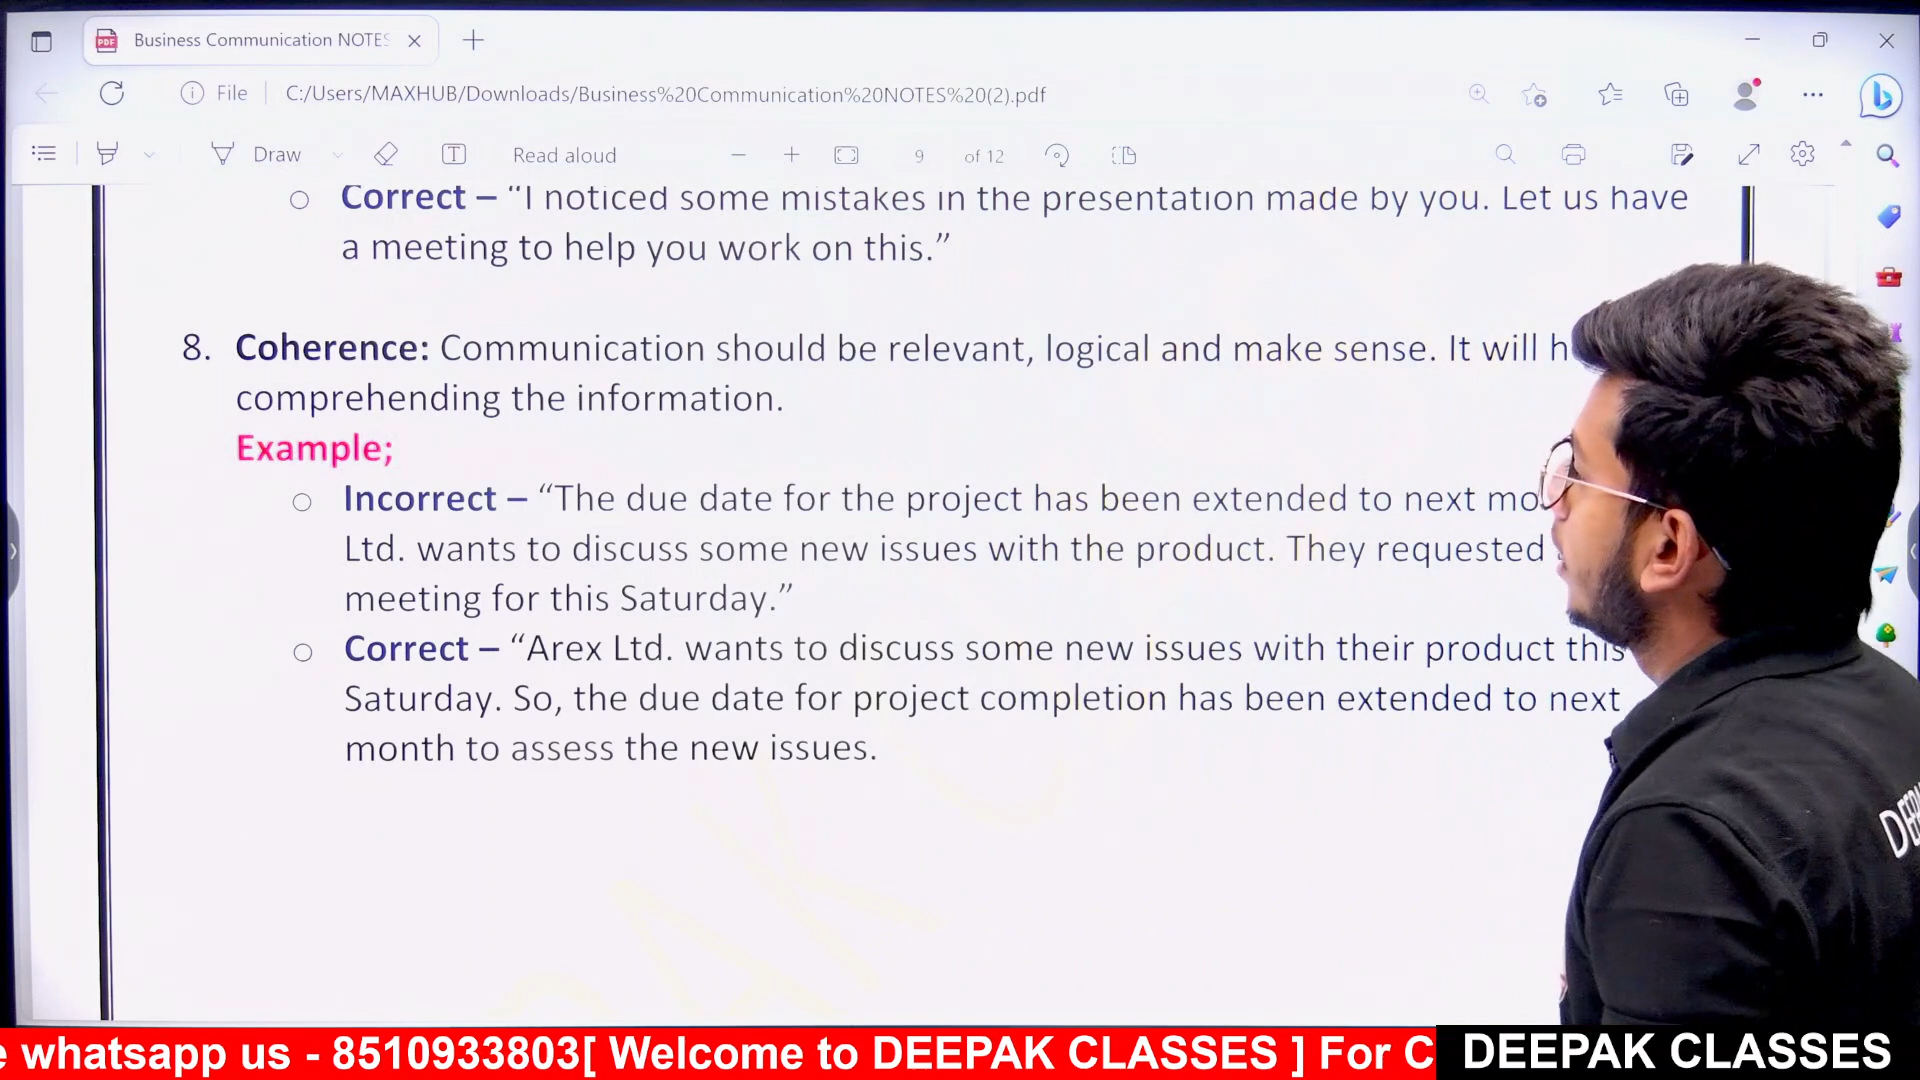 Business Communication NOTES
File
C:/Users/MAXHUB/Downloads/Business%20Communication%20NOTES%20(2).pdf
Draw
Read aloud
9
of 12
Correct – “I noticed some mistakes in the presentation made by you. Let us have
a meeting to help you work on this.”
8. Coherence: Communication should be relevant, logical and make sense. It will
comprehending the information.
Example;
Incorrect – “The due date for the project has been extended to next
Ltd. wants to discuss some new issues with the product. They requested
meeting for this Saturday.”
Correct – “Arex Ltd. wants to discuss some new issues with their product this
Saturday. So, the due date for project completion has been extended to next
month to assess the new issues.
whatsapp us - 8510933803[ Welcome to DEEPAK CLASSES ] For
DEEPAK CLASSES